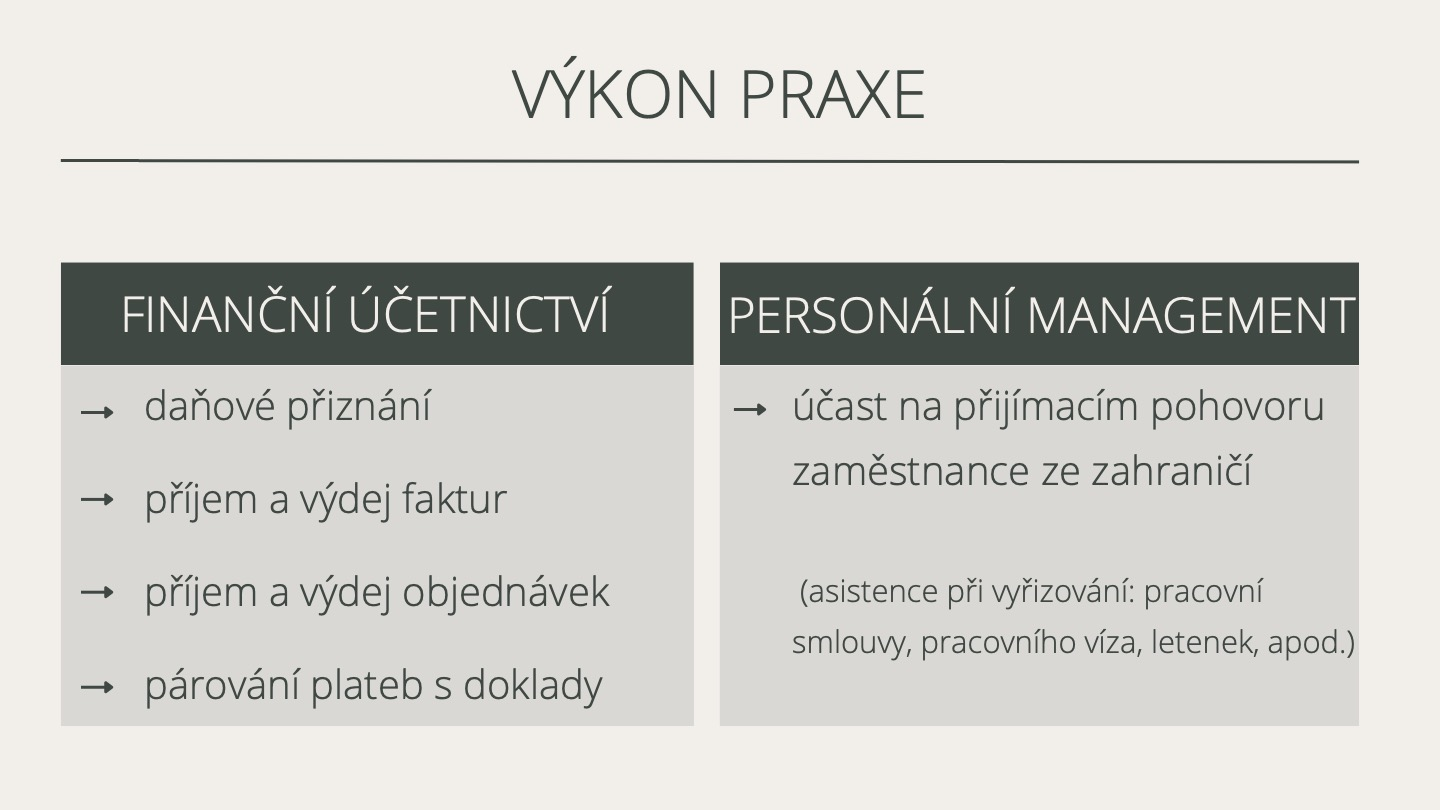 VÝKON PRAXE
FINANČNÍ ÚČETNICTVÍ
→ daňové přiznání
→ příjem a výdej faktur
→ příjem a výdej objednávek
→ párování plateb s doklady
PERSONÁLNÍ MANAGEMENT
→ účast na přijímacím pohovoru
zaměstnance ze zahraničí
(asistence při vyřizování: pracovní
smlouvy, pracovního víza, letenek, apod.)